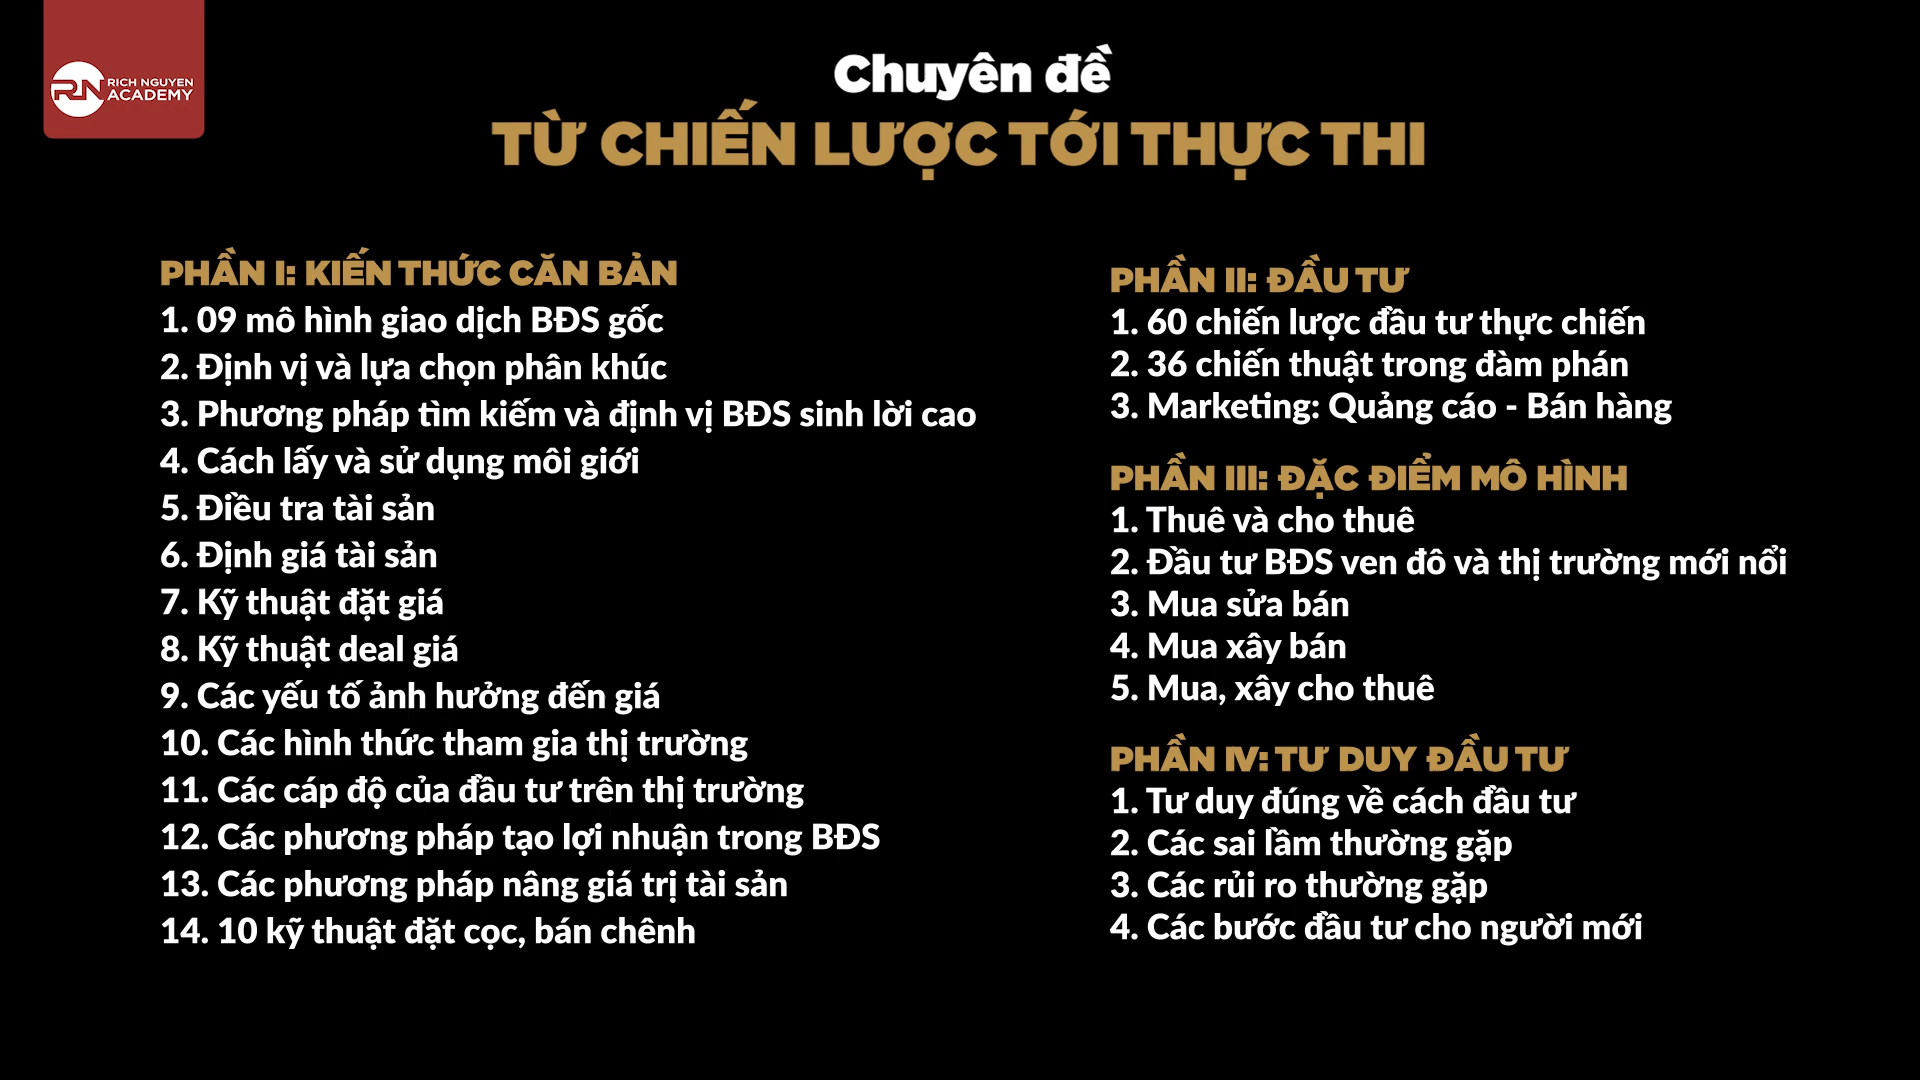 RICH NGUYEN
ACADEMY
Chuyên đề
TỪ CHIẾN LƯỢC TỚI THỰC THI
PHẦN I: KIẾN THỨC CĂN BẢN
1. 09 mô hình giao dịch BĐS gốc
2. Định vị và lựa chọn phân khúc
3. Phương pháp tìm kiếm và định vị BĐS sinh lời cao
4. Cách lấy và sử dụng môi giới
5. Điều tra tài sản
6. Định giá tài sản
7. Kỹ thuật đặt giá
8. Kỹ thuật deal giá
9. Các yếu tố ảnh hưởng đến giá
10. Các hình thức tham gia thị trường
11. Các cáp độ của đầu tư trên thị trường
12. Các phương pháp tạo lợi nhuận trong BĐS
13. Các phương pháp nâng giá trị tài sản
14. 10 kỹ thuật đặt cọc, bán chênh
PHẦN II: ĐẦU TƯ
1. 60 chiến lược đầu tư thực chiến
2. 36 chiến thuật trong đàm phán
3. Marketing: Quảng cáo - Bán hàng
PHẦN III: ĐẶC ĐIỂM MÔ HÌNH
1. Thuê và cho thuê
2. Đầu tư BĐS ven đô và thị trường mới nổi
3. Mua sửa bán
4. Mua xây bán
5. Mua, xây cho thuê
PHẦN IV: TƯ DUY ĐẦU TƯ
1. Tư duy đúng về cách đầu tư
2. Các sai lầm thường gặp
3. Các rủi ro thường gặp
4. Các bước đầu tư cho người mới